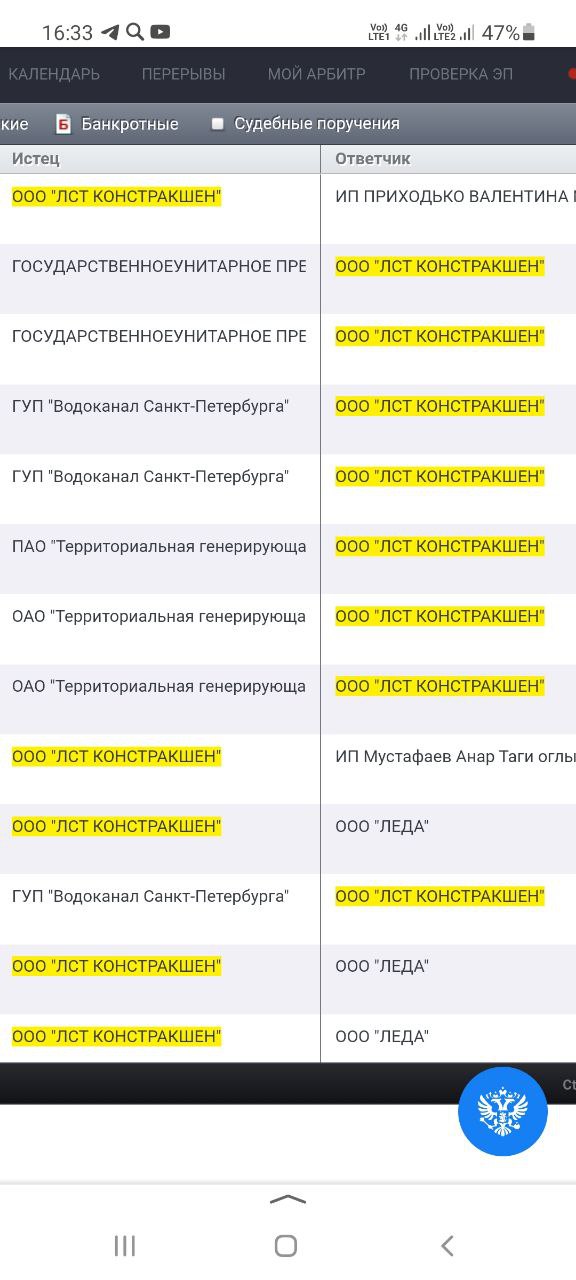 16:33 Vo)) LTE1 4G Vo)) LTE2 47%
КАЛЕНДАРЬ ПЕРЕРЫВЫ МОЙ АРБИТР ПРОВЕРКА ЭП
кие Б Банкротные Судебные поручения
Истец Ответчик
ООО "ЛСТ КОНСТРАКШЕН" ИП ПРИХОДЬКО ВАЛЕНТИНА
ГОСУДАРСТВЕННОЕУНИТАРНОЕ ПРЕ ООО "ЛСТ КОНСТРАКШЕН"
ГОСУДАРСТВЕННОЕУНИТАРНОЕ ПРЕ ООО "ЛСТ КОНСТРАКШЕН"
ГУП "Водоканал Санкт-Петербурга" ООО "ЛСТ КОНСТРАКШЕН"
ГУП "Водоканал Санкт-Петербурга" ООО "ЛСТ КОНСТРАКШЕН"
ПАО "Территориальная генерирующа ООО "ЛСТ КОНСТРАКШЕН"
ОАО "Территориальная генерирующа ООО "ЛСТ КОНСТРАКШЕН"
ОАО "Территориальная генерирующа ООО "ЛСТ КОНСТРАКШЕН"
ООО "ЛСТ КОНСТРАКШЕН" ИП Мустафаев Анар Таги оглы
ООО "ЛСТ КОНСТРАКШЕН" ООО "ЛЕДА"
ГУП "Водоканал Санкт-Петербурга" ООО "ЛСТ КОНСТРАКШЕН"
ООО "ЛСТ КОНСТРАКШЕН" ООО "ЛЕДА"
ООО "ЛСТ КОНСТРАКШЕН" ООО "ЛЕДА"